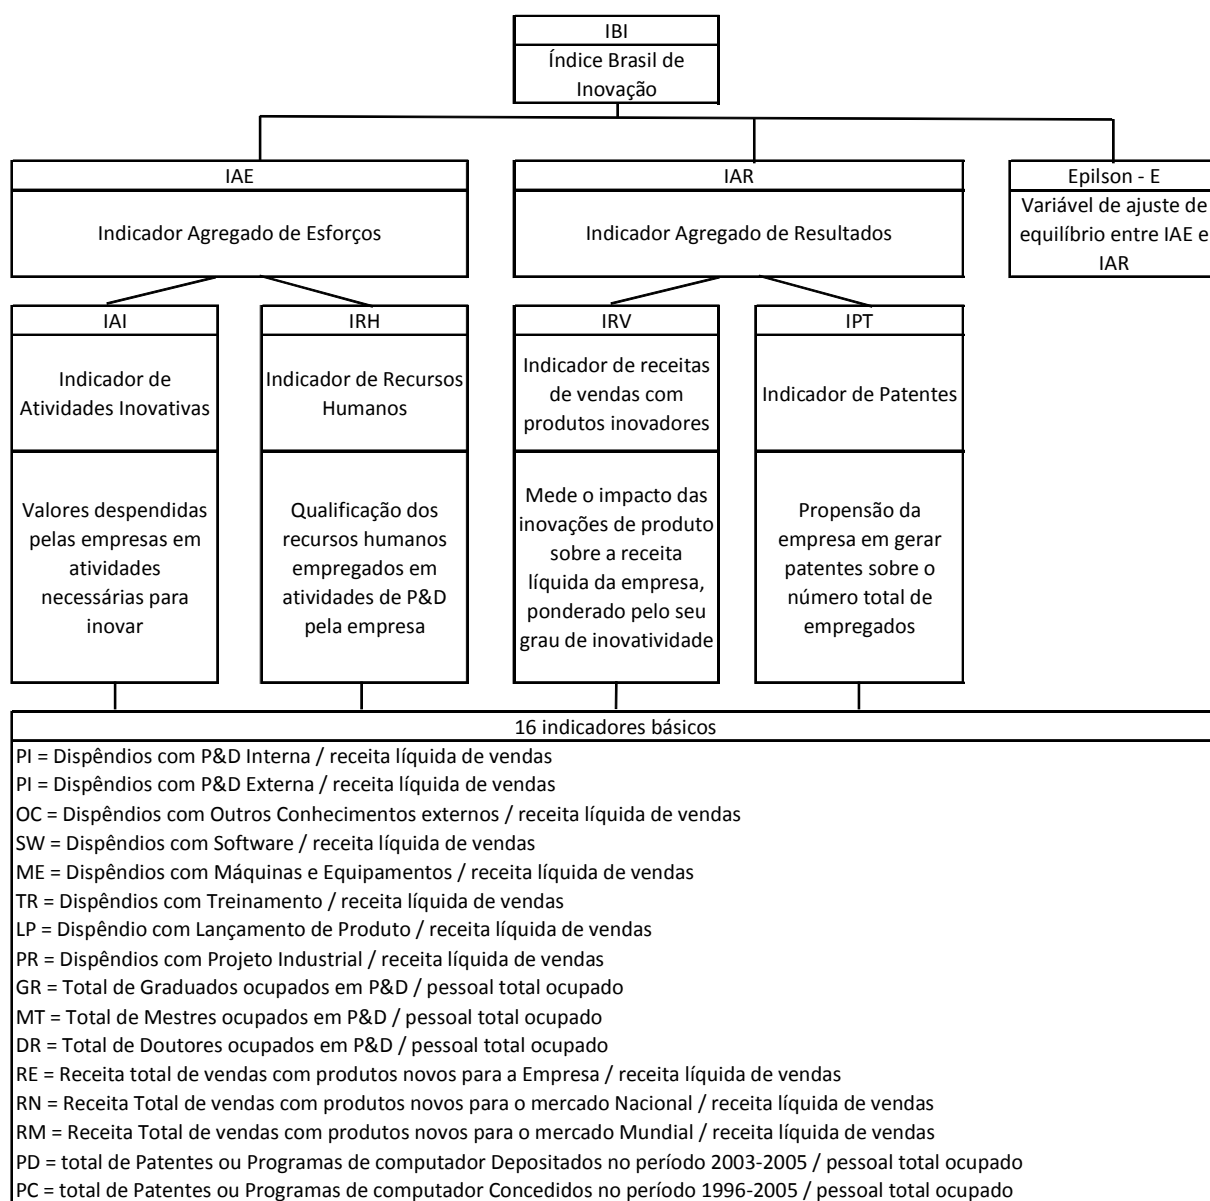 IBI
Índice Brasil de
Inovação
IAE
Indicador Agregado de Esforços
IAR
Indicador Agregado de Resultados
Epilson - E
Variável de ajuste de
equilíbrio entre IAE e
IAR
IAI
Indicador de
Atividades Inovativas
Valores despendidas
pelas empresas em
atividades
necessárias para
inovar
IRH
Indicador de Recursos
Humanos
Qualificação dos
recursos humanos
empregados em
atividades de P&D
pela empresa
IRV
Indicador de receitas
de vendas com
produtos inovadores
Mede o impacto das
inovações de produto
sobre a receita
líquida da empresa,
ponderado pelo seu
grau de inovatividade
IPT
Indicador de Patentes
Propensão da
empresa em gerar
patentes sobre o
número total de
empregados
16 indicadores básicos
PI = Dispêndios com P&D Interna / receita líquida de vendas
PI = Dispêndios com P&D Externa / receita líquida de vendas
OC = Dispêndios com Outros Conhecimentos externos / receita líquida de vendas
SW = Dispêndios com Software / receita líquida de vendas
ME = Dispêndios com Máquinas e Equipamentos / receita líquida de vendas
TR = Dispêndios com Treinamento / receita líquida de vendas
LP = Dispêndio com Lançamento de Produto / receita líquida de vendas
PR = Dispêndios com Projeto Industrial / receita líquida de vendas
GR = Total de Graduados ocupados em P&D / pessoal total ocupado
MT = Total de Mestres ocupados em P&D / pessoal total ocupado
DR = Total de Doutores ocupados em P&D / pessoal total ocupado
RE = Receita total de vendas com produtos novos para a Empresa / receita líquida de vendas
RN = Receita Total de vendas com produtos novos para o mercado Nacional / receita líquida de vendas
RM = Receita Total de vendas com produtos novos para o mercado Mundial / receita líquida de vendas
PD = total de Patentes ou Programas de computador Depositados no período 2003-2005 / pessoal total ocupado
PC = total de Patentes ou Programas de computador Concedidos no período 1996-2005 / pessoal total ocupado